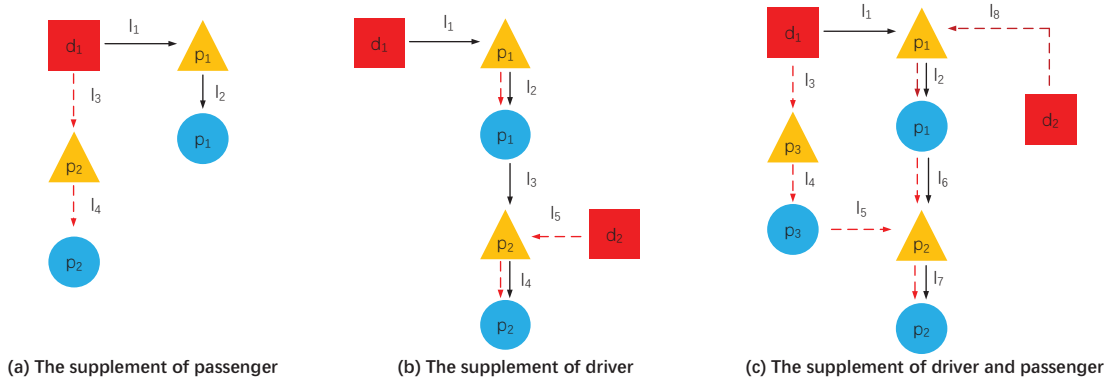 d₁
l₁
p₁
l₂
p₁
l₃
p₂
l₄
p₂
(a) The supplement of passenger
d₁
l₁
p₁
l₂
p₁
l₃
p₂
l₅
d₂
l₄
p₂
(b) The supplement of driver
d₁
l₁
p₁
l₈
l₂
d₂
l₃
p₃
p₁
l₄
l₆
p₃
l₅
p₂
l₇
p₂
(c) The supplement of driver and passenger